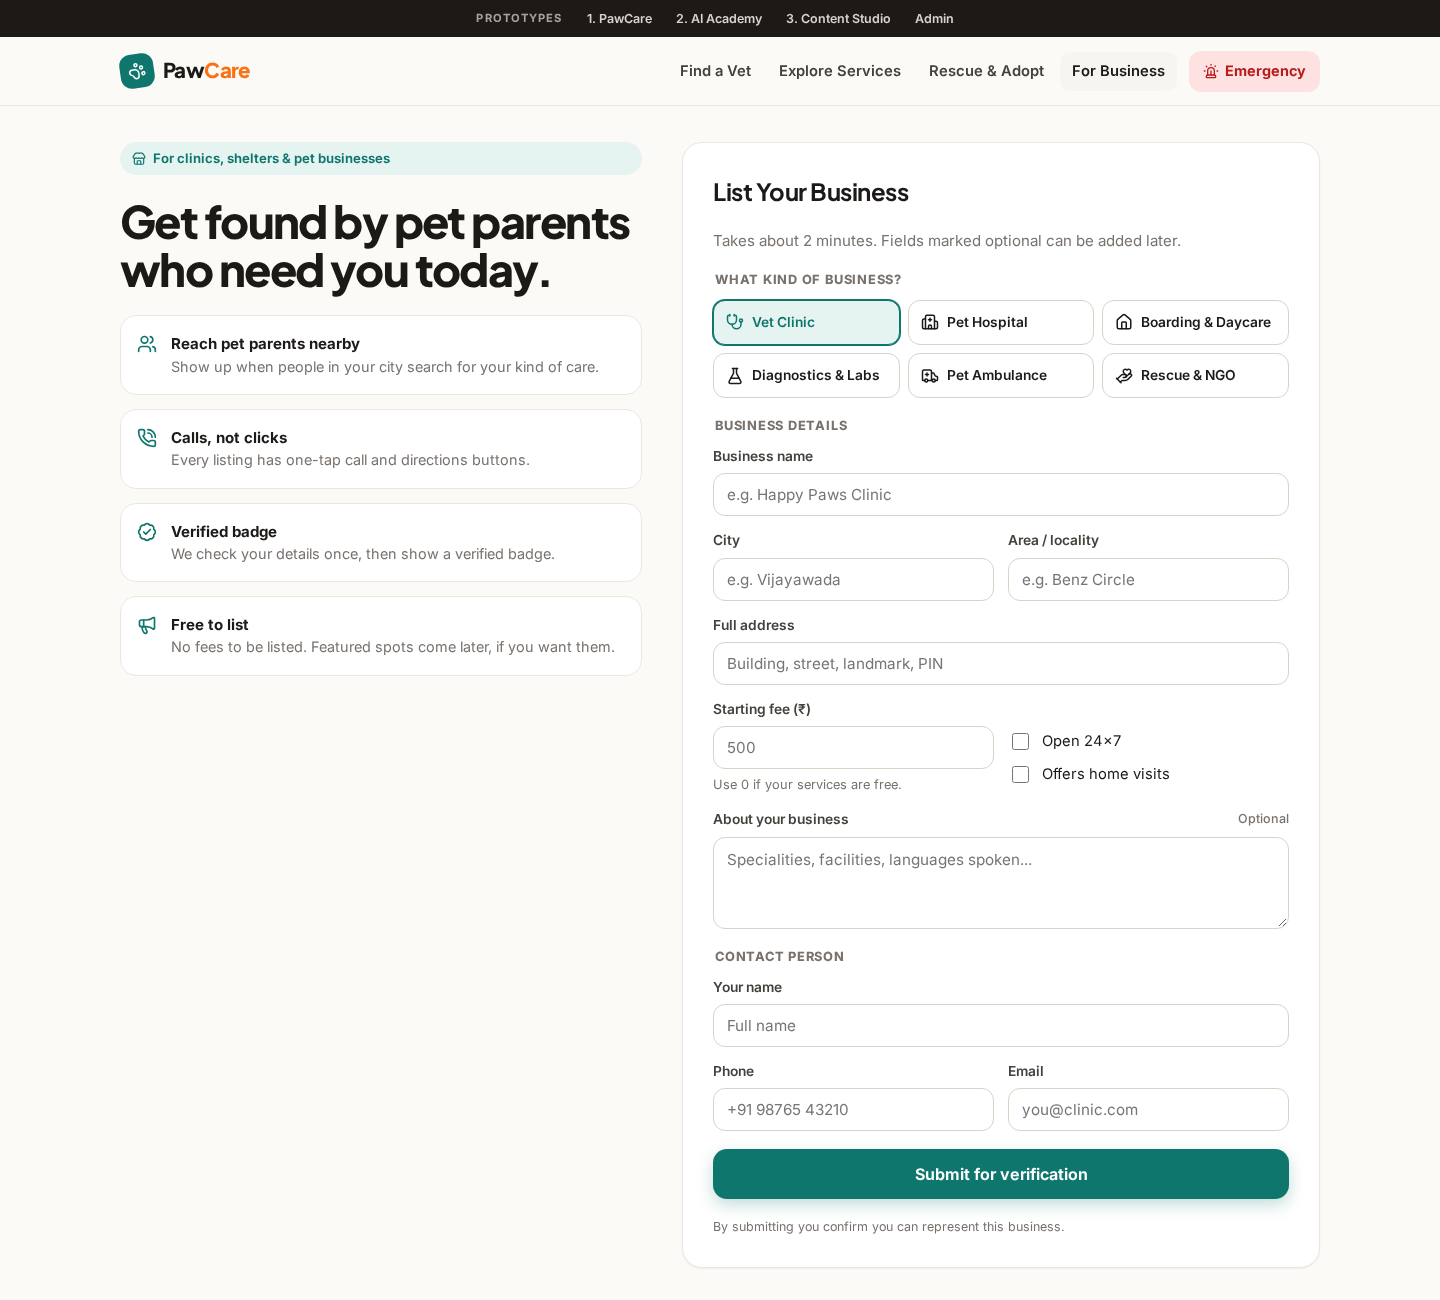 PROTOTYPES 1. PawCare 2. AI Academy 3. Content Studio Admin
PawCare
Find a Vet Explore Services Rescue & Adopt For Business Emergency
For clinics, shelters & pet businesses
Get found by pet parents
who need you today.
Reach pet parents nearby
Show up when people in your city search for your kind of care.
Calls, not clicks
Every listing has one-tap call and directions buttons.
Verified badge
We check your details once, then show a verified badge.
Free to list
No fees to be listed. Featured spots come later, if you want them.
List Your Business
Takes about 2 minutes. Fields marked optional can be added later.
WHAT KIND OF BUSINESS?
Vet Clinic Pet Hospital Boarding & Daycare
Diagnostics & Labs Pet Ambulance Rescue & NGO
BUSINESS DETAILS
Business name
e.g. Happy Paws Clinic
City Area / locality
e.g. Vijayawada e.g. Benz Circle
Full address
Building, street, landmark, PIN
Starting fee (₹)
500
Open 24×7
Offers home visits
Use 0 if your services are free.
About your business Optional
Specialities, facilities, languages spoken...
CONTACT PERSON
Your name
Full name
Phone Email
+91 98765 43210 you@clinic.com
Submit for verification
By submitting you confirm you can represent this business.